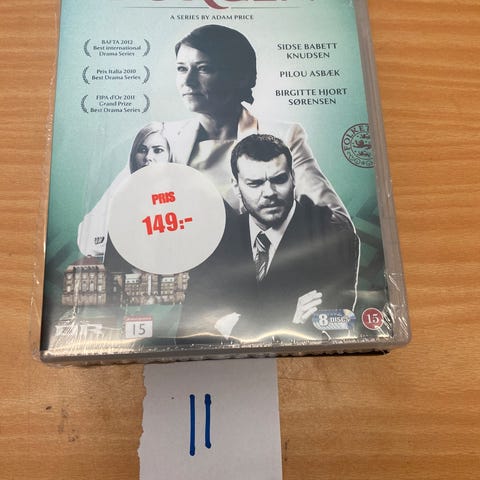 A SERIES BY ADAM PRICE
BAFTA 2012
Best international
Drama Series
Prix Italia 2010
Best Drama Series
FIPA d'Or 2011
Grand Prize
Best Drama Series
SIDSE BABETT
KNUDSEN
PILOU ASBÆK
BIRGITTE HJORT
SØRENSEN
PRIS
149:-
15
8 DISCS
15
11